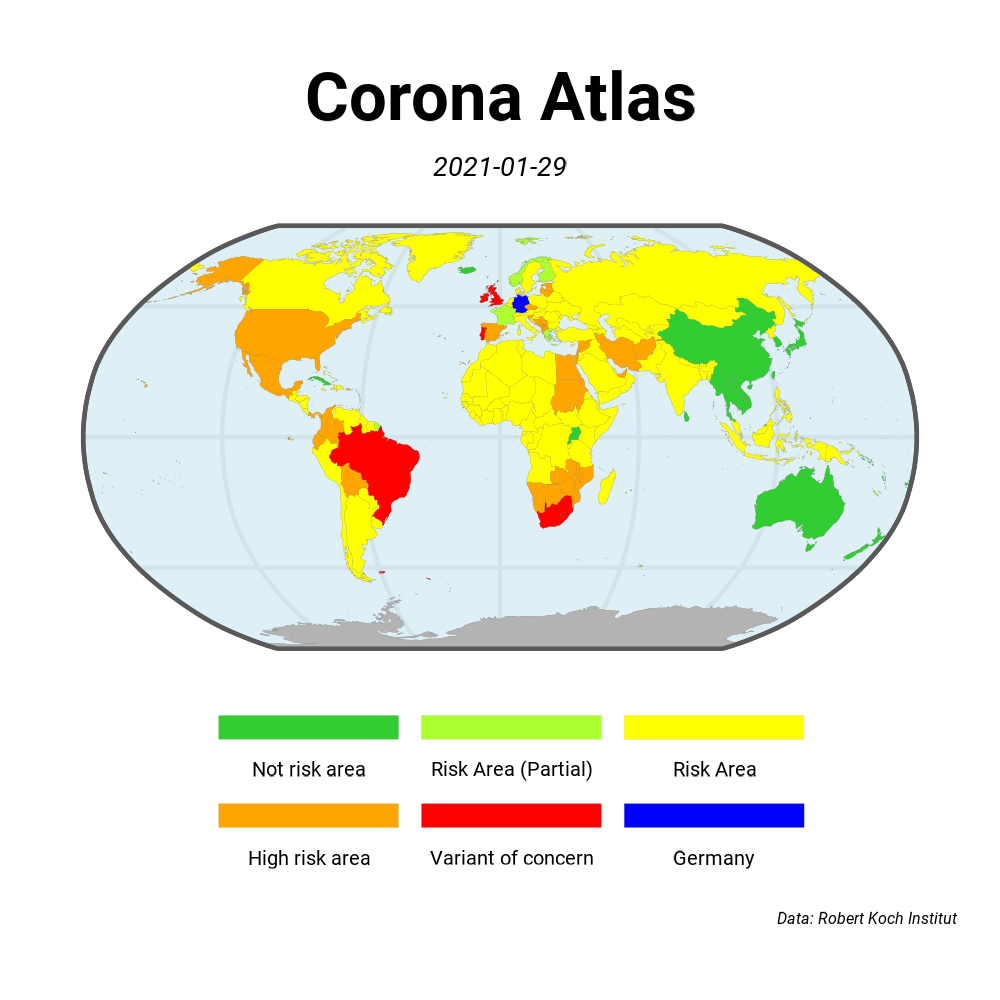 Corona Atlas
2021-01-29
Not risk area
Risk Area (Partial)
Risk Area
High risk area
Variant of concern
Germany
Data: Robert Koch Institut